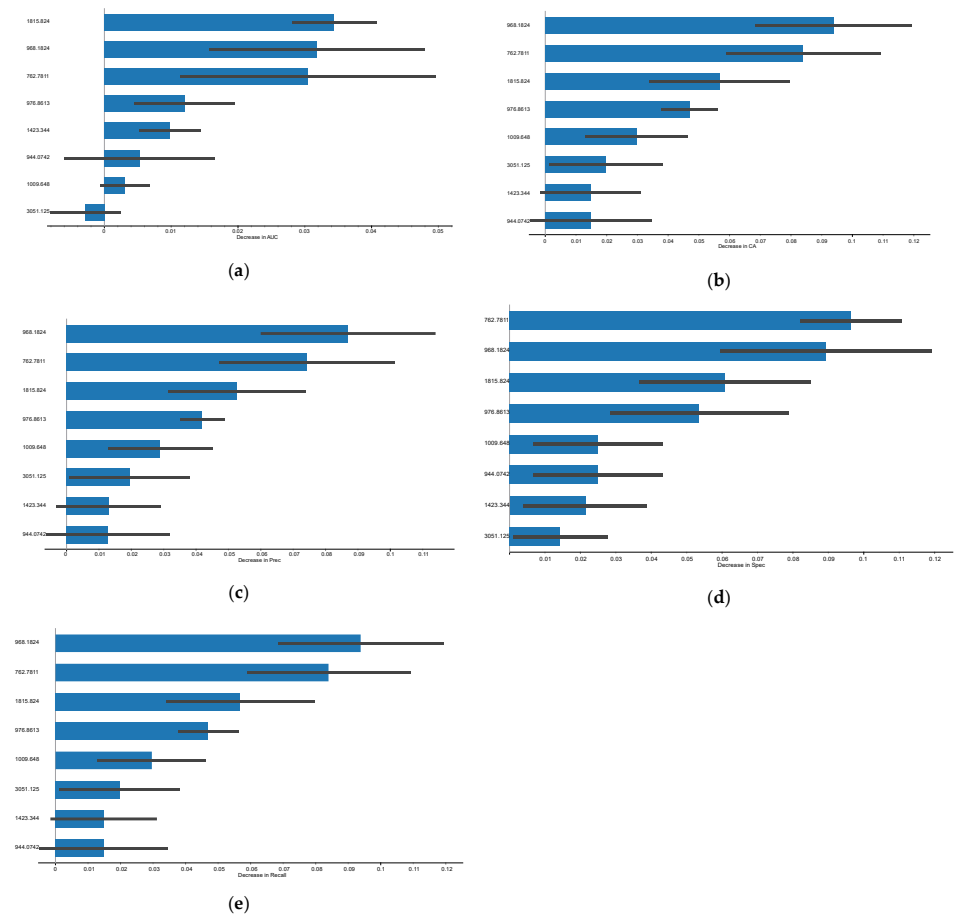 1815.824
968.1824
762.7811
976.8613
1423.344
944.0742
1009.648
3051.125
0 0.01 0.02 0.03 0.04 0.05
Decrease in AUC
(a)
968.1824
762.7811
1815.824
976.8613
1009.648
3051.125
1423.344
944.0742
0 0.01 0.02 0.03 0.04 0.05 0.06 0.07 0.08 0.09 0.1 0.11 0.12
Decrease in CA
(b)
968.1824
762.7811
1815.824
976.8613
1009.648
3051.125
1423.344
944.0742
0 0.01 0.02 0.03 0.04 0.05 0.06 0.07 0.08 0.09 0.1 0.11
Decrease in Prec
(c)
762.7811
968.1824
1815.824
976.8613
1009.648
944.0742
1423.344
3051.125
0.01 0.02 0.03 0.04 0.05 0.06 0.07 0.08 0.09 0.1 0.11 0.12
Decrease in Spec
(d)
968.1824
762.7811
1815.824
976.8613
1009.648
3051.125
1423.344
944.0742
0 0.01 0.02 0.03 0.04 0.05 0.06 0.07 0.08 0.09 0.1 0.11 0.12
Decrease in Recall
(e)